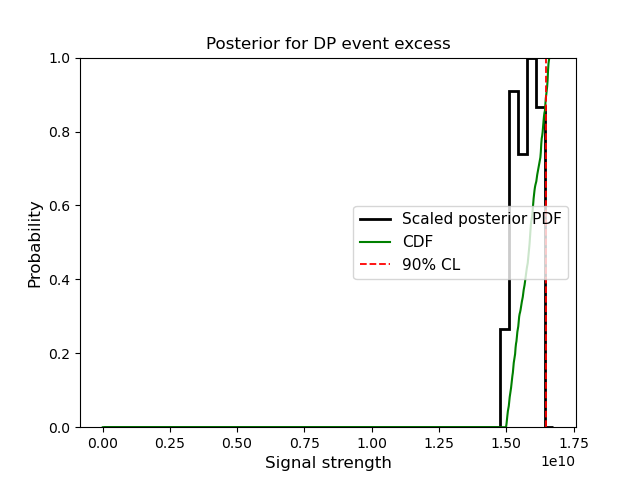 Posterior for DP event excess
1.0
0.8
0.6
0.4
0.2
0.0
Probability
Scaled posterior PDF
CDF
90% CL
0.00 0.25 0.50 0.75 1.00 1.25 1.50 1.75
1e10
Signal strength